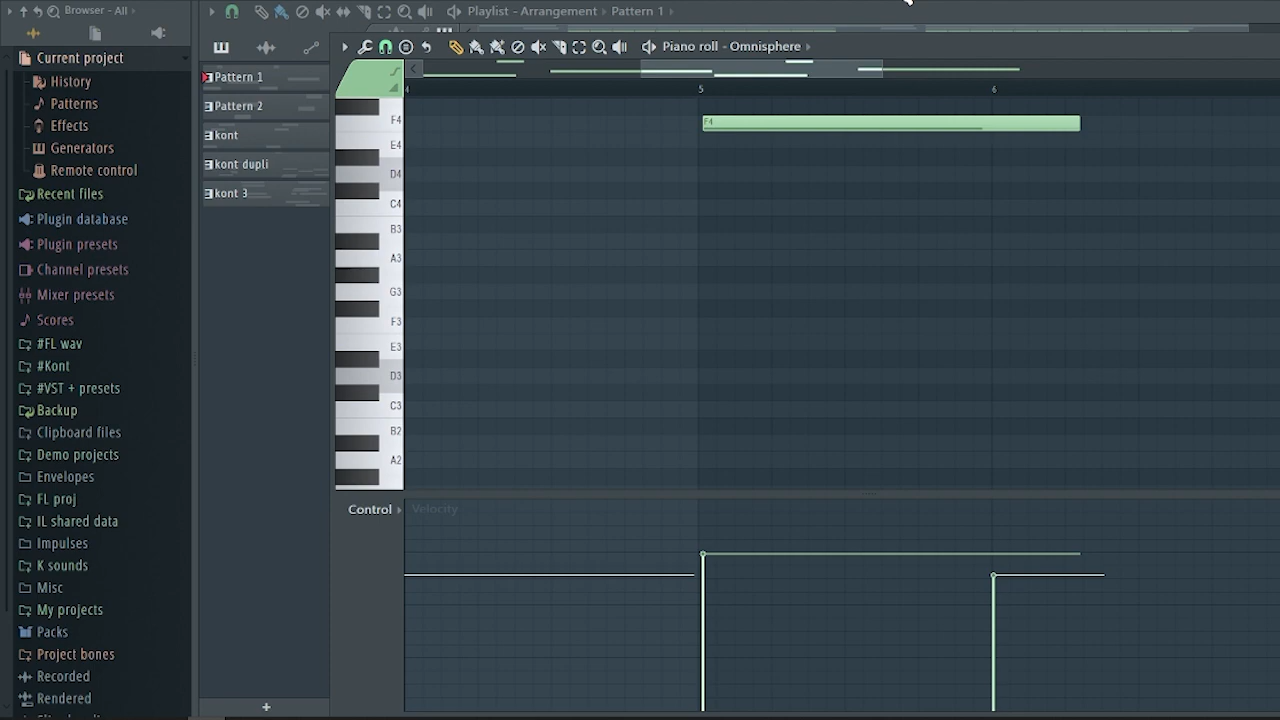 Browser - All
Playlist - Arrangement Pattern 1
Piano roll - Omnisphere
Current project
History
Patterns
Effects
Generators
Remote control
Recent files
Plugin database
Plugin presets
Channel presets
Mixer presets
Scores
#FL wav
#Kont
#VST + presets
Backup
Clipboard files
Demo projects
Envelopes
FL proj
IL shared data
Impulses
K sounds
Misc
My projects
Packs
Project bones
Recorded
Rendered
Pattern 1
Pattern 2
kont
kont dupli
kont 3
+
4 5 6
F4
F4
E4
D4
C4
B3
A3
G3
F3
E3
D3
C3
B2
A2
Control
Velocity